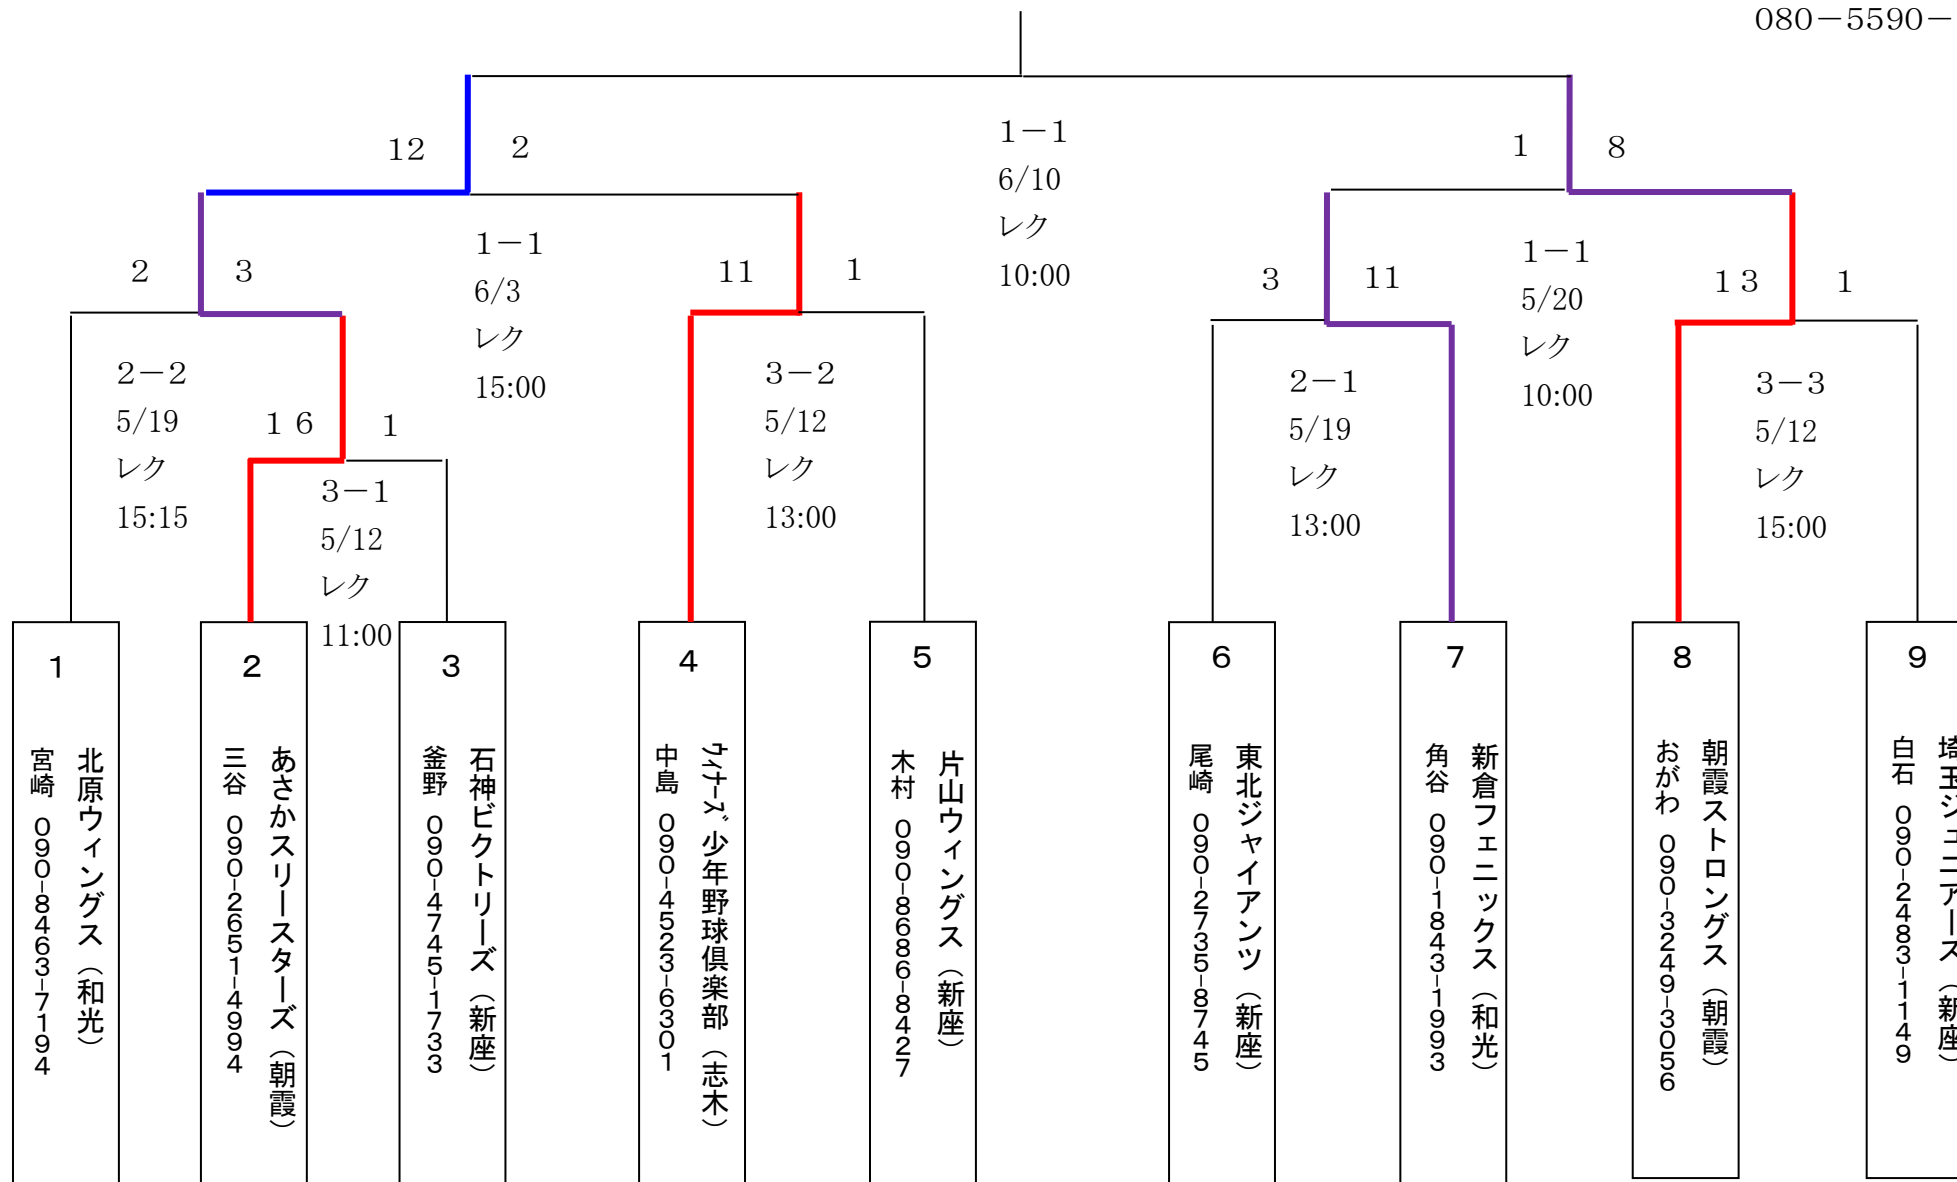 080－5590－
12
2
1－1
6/10
レク
10:00
1
8
2
3
1－1
6/3
レク
15:00
11
1
3
11
1－1
5/20
レク
10:00
１３
1
2－2
5/19
レク
15:15
１６
1
3－1
5/12
レク
11:00
3－2
5/12
レク
13:00
2－1
5/19
レク
13:00
3－3
5/12
レク
15:00
1
北原ウィングス（和光）
宮崎　090-8463-7194
2
あさかスリースターズ（朝霞）
三谷　090-2651-4994
3
石神ビクトリーズ（新座）
釜野　090-4745-1733
4
ｳｨﾅｰｽﾞ少年野球倶楽部（志木）
中島　090-4523-6301
5
片山ウィングス（新座）
木村　090-8686-8427
6
東北ジャイアンツ（新座）
尾崎　090-2735-8745
7
新倉フェニックス（和光）
角谷　090-1843-1993
8
朝霞ストロングス（朝霞）
おがわ　090-3249-3056
9
埼玉ジュニアース（新座）
白石　090-2483-1149